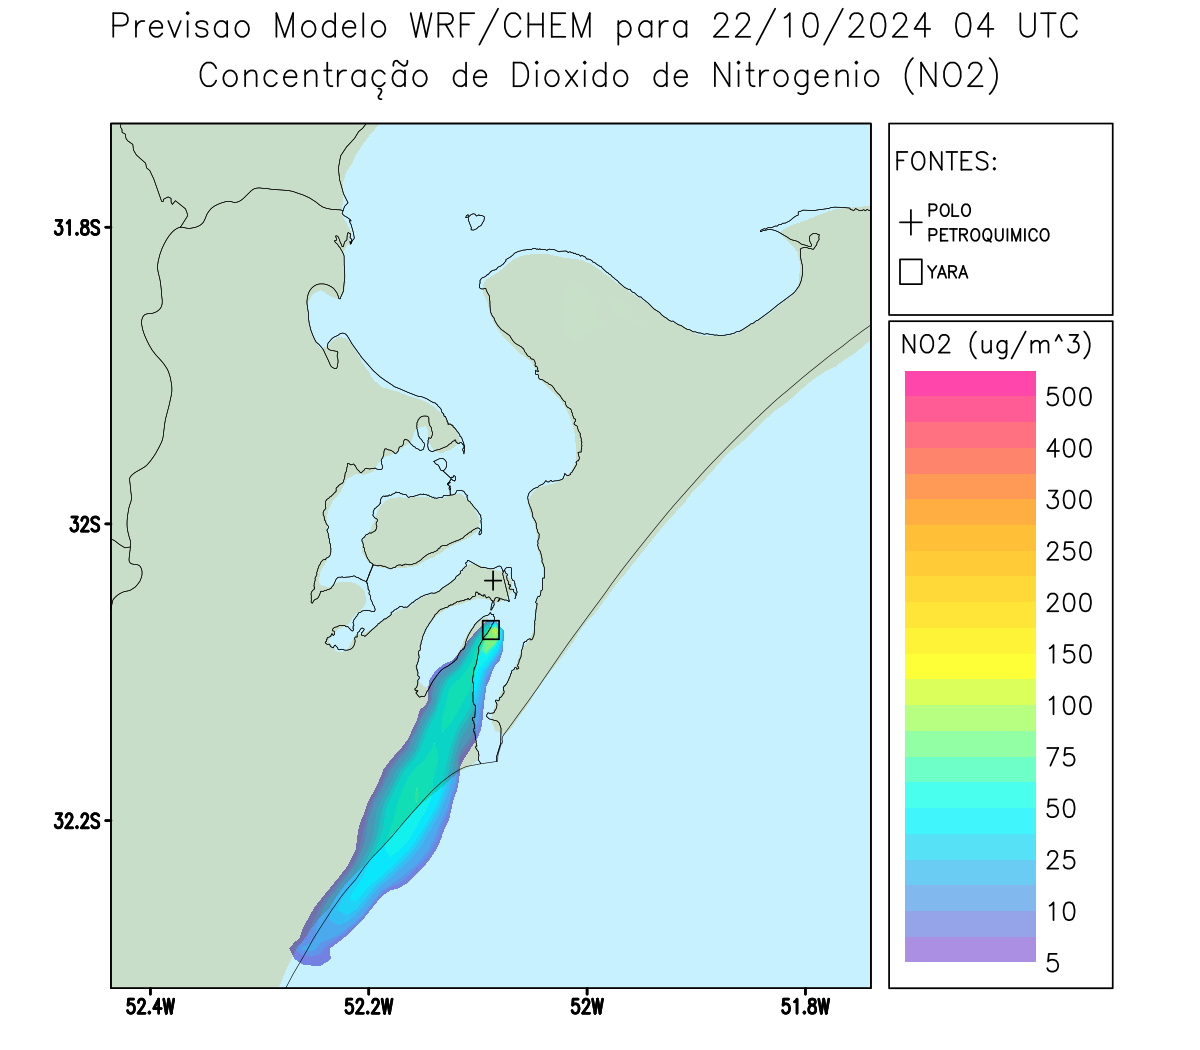 Previsao Modelo WRF/CHEM para 22/10/2024 04 UTC
Concentração de Dioxido de Nitrogenio (NO2)
FONTES:
POLO
PETROQUIMICO
YARA
NO2 (ug/m^3)
500
400
300
250
200
150
100
75
50
25
10
5
31.8S
32S
32.2S
52.4W
52.2W
52W
51.8W